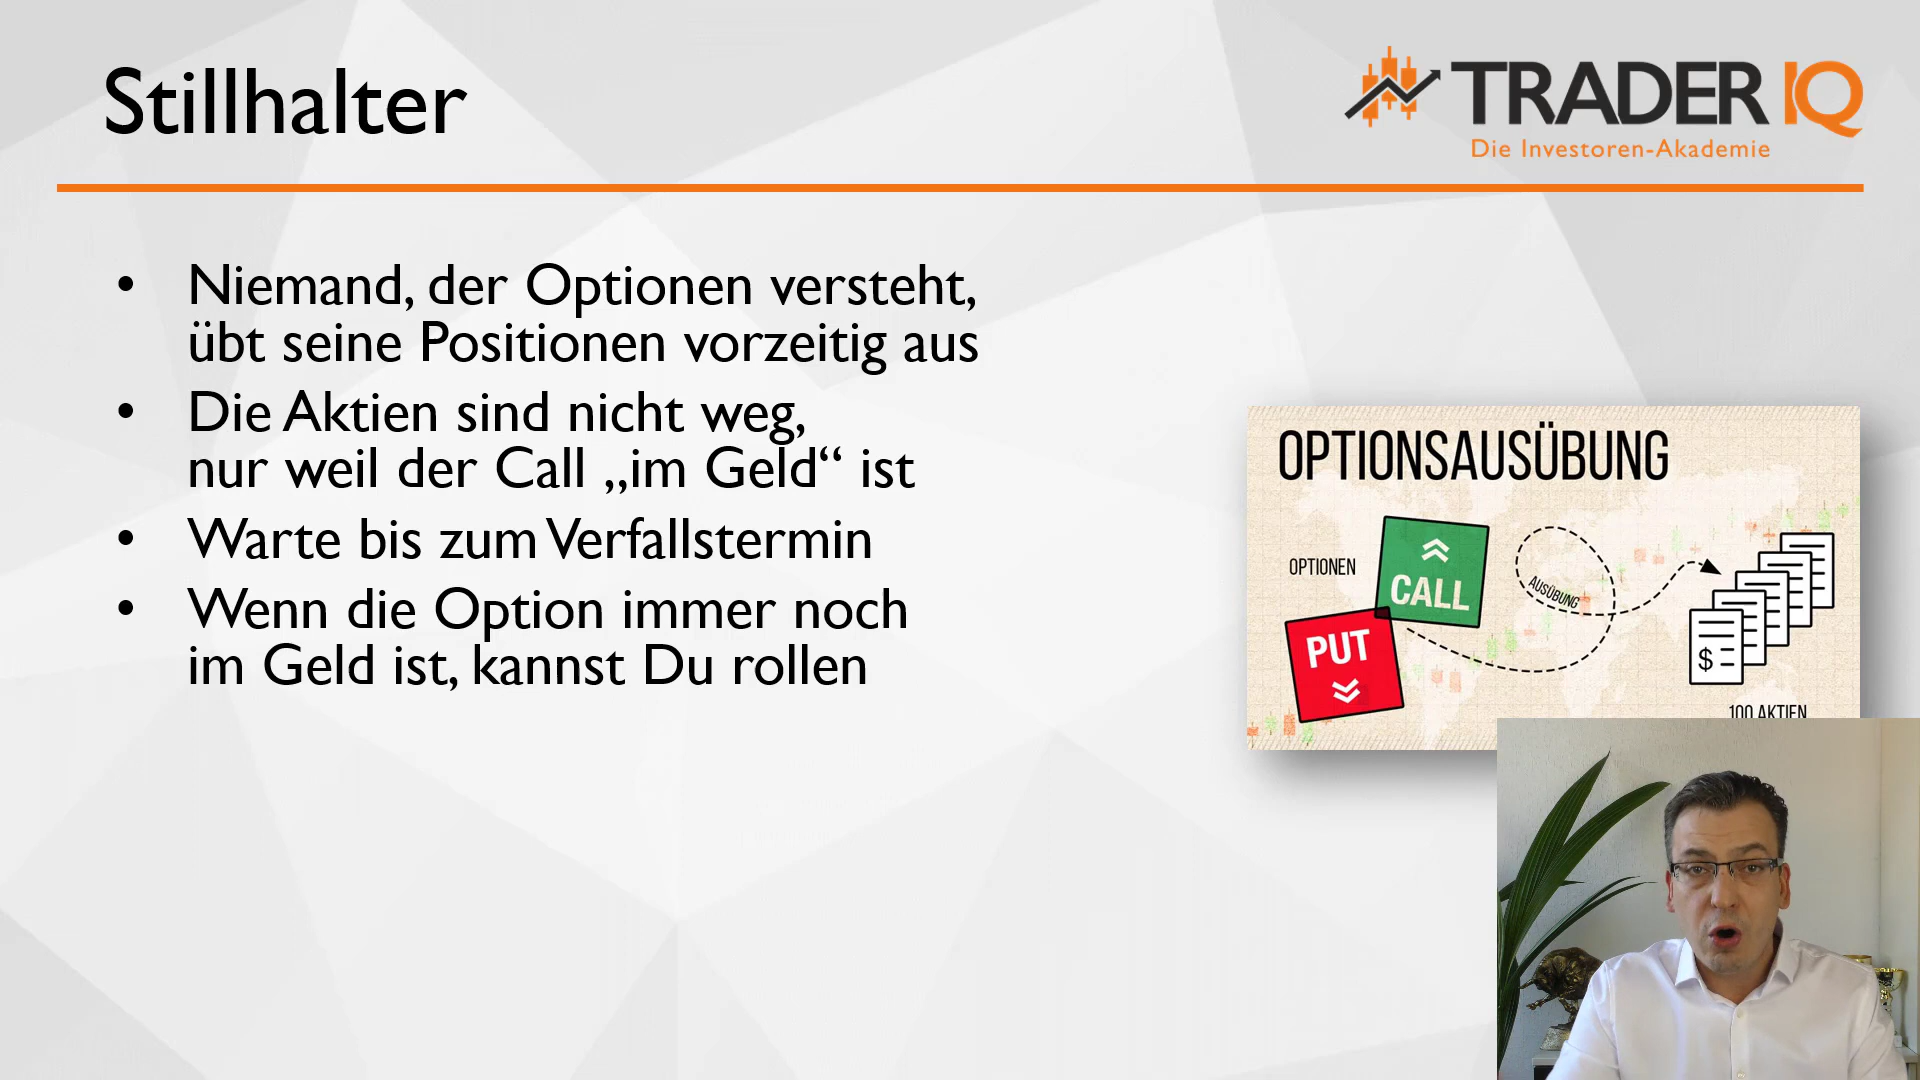 Stillhalter
TRADER IQ
Die Investoren-Akademie
• Niemand, der Optionen versteht,
übt seine Positionen vorzeitig aus
• Die Aktien sind nicht weg,
nur weil der Call „im Geld“ ist
• Warte bis zum Verfallstermin
• Wenn die Option immer noch
im Geld ist, kannst Du rollen
OPTIONSAUSÜBUNG
OPTIONEN
CALL
AUSÜBUNG
PUT
$
100 AKTIEN